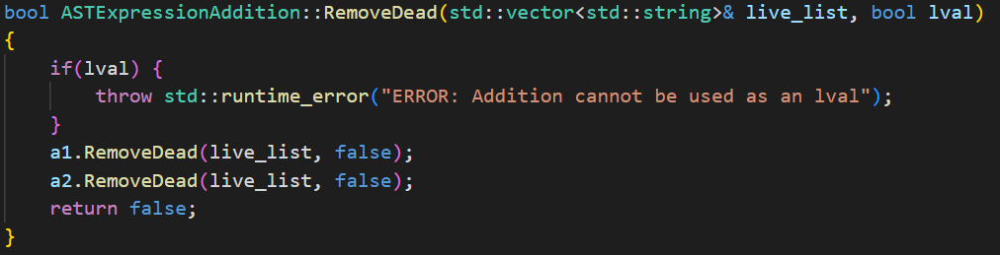 bool ASTExpressionAddition::RemoveDead(std::vector<std::string>& live_list, bool lval)
{
    if(lval) {
        throw std::runtime_error("ERROR: Addition cannot be used as an lval");
    }
    a1.RemoveDead(live_list, false);
    a2.RemoveDead(live_list, false);
    return false;
}